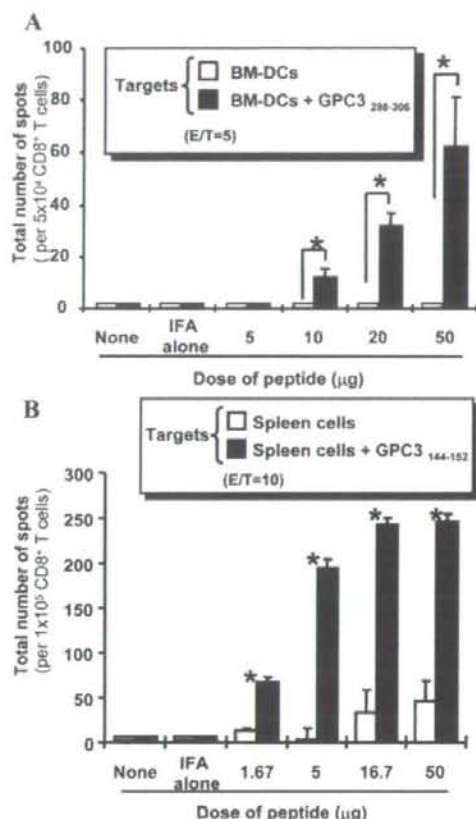 A
Targets
BM-DCs
BM-DCs + GPC3 298-306
(E/T=5)
Total number of spots
(per 5x10⁴ CD8⁺ T cells)
100
80
60
40
20
0
* * *
None IFA alone 5 10 20 50
Dose of peptide (μg)
B
Targets
Spleen cells
Spleen cells + GPC3 144-152
(E/T=10)
Total number of spots
(per 1x10⁵ CD8⁺ T cells)
300
250
200
150
100
50
0
* * * *
None IFA alone 1.67 5 16.7 50
Dose of peptide (μg)